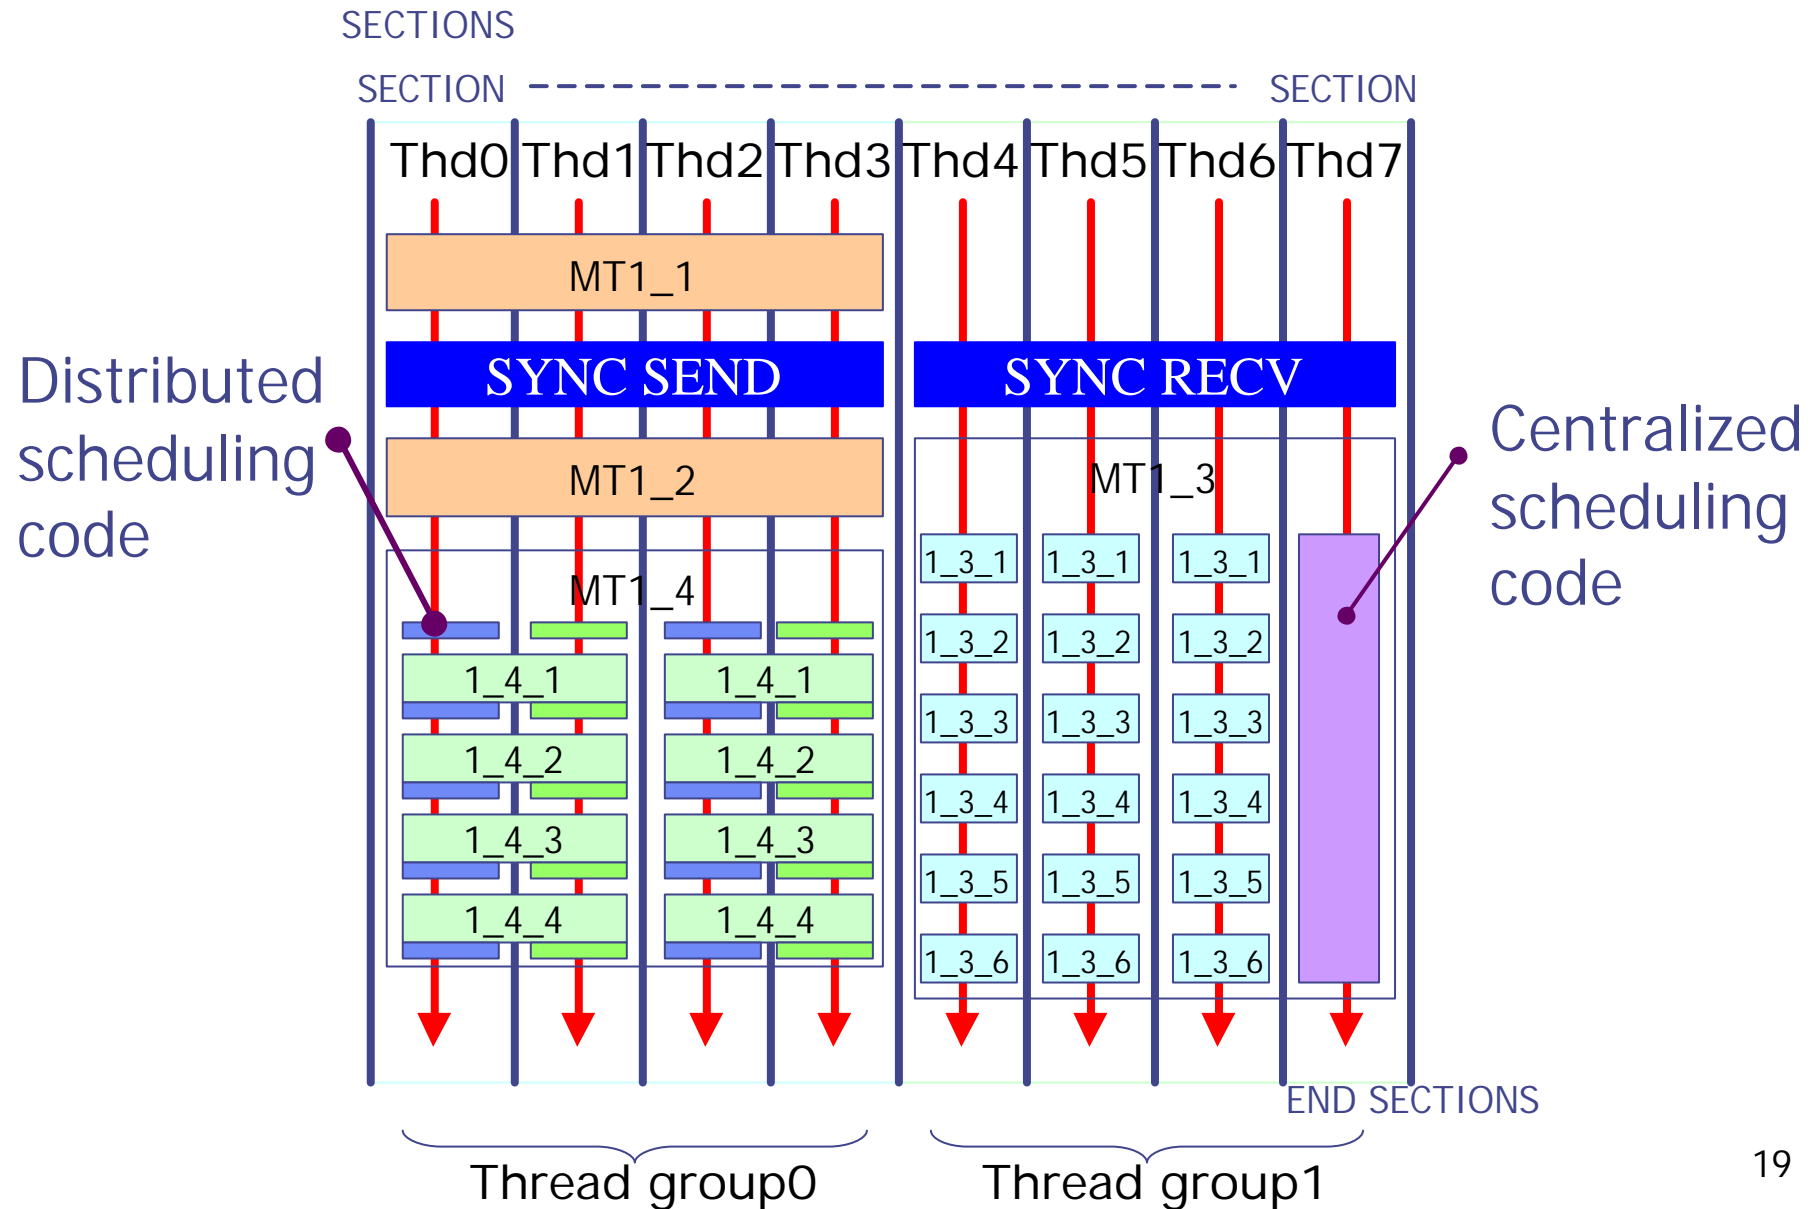 SECTIONS
SECTION SECTION
Thd0 Thd1 Thd2 Thd3 Thd4 Thd5 Thd6 Thd7
MT1_1
SYNC SEND SYNC RECV
Distributed
scheduling
code
Centralized
scheduling
code
MT1_2
MT1_3
MT1_4
1_4_1 1_4_1
1_4_2 1_4_2
1_4_3 1_4_3
1_4_4 1_4_4
1_3_1 1_3_1 1_3_1
1_3_2 1_3_2 1_3_2
1_3_3 1_3_3 1_3_3
1_3_4 1_3_4 1_3_4
1_3_5 1_3_5 1_3_5
1_3_6 1_3_6 1_3_6
END SECTIONS
Thread group0 Thread group1
19